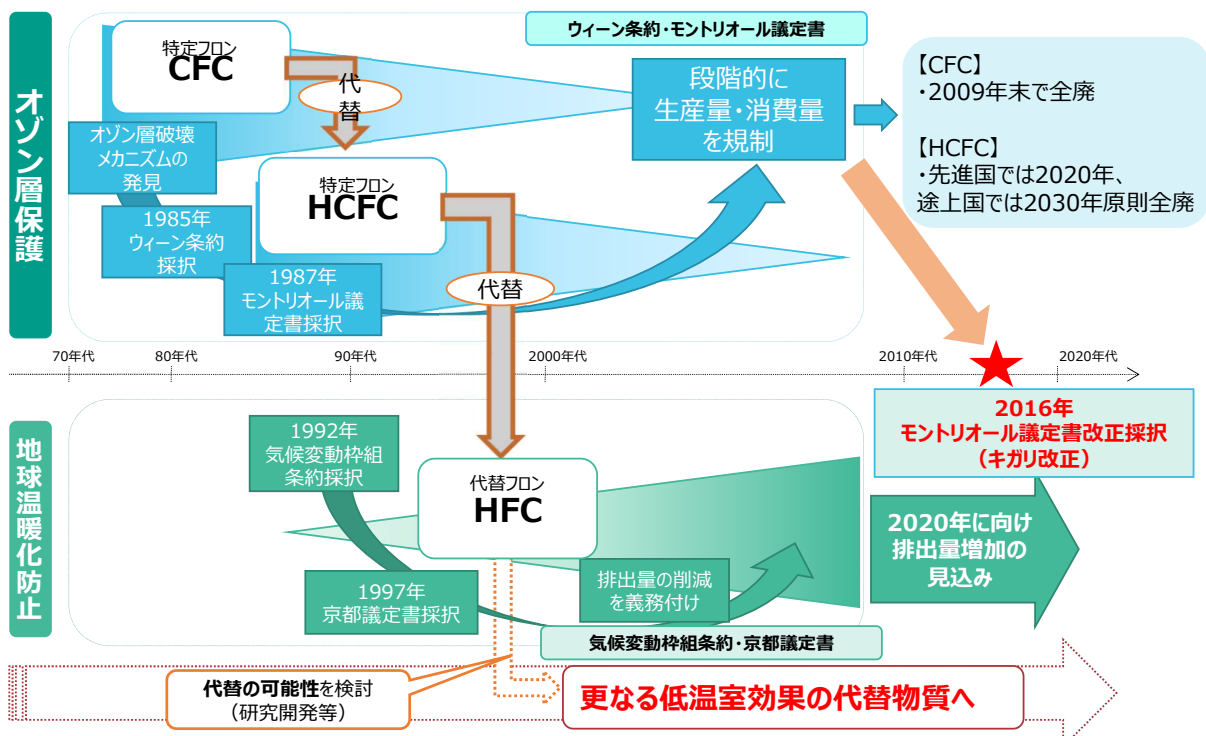 オゾン層保護
ウィーン条約・モントリオール議定書
特定フロン
CFC
代
替
オゾン層破壊
メカニズムの
発見
1985年
ウィーン条約
採択
1987年
モントリオール議
定書採択
特定フロン
HCFC
代替
段階的に
生産量・消費量
を規制
【CFC】
・2009年末で全廃
【HCFC】
・先進国では2020年、
途上国では2030年原則全廃
70年代
80年代
90年代
2000年代
2010年代
2020年代
2016年
モントリオール議定書改正採択
（キガリ改正）
地球温暖化防止
1992年
気候変動枠組
条約採択
1997年
京都議定書採択
代替フロン
HFC
排出量の削減
を義務付け
気候変動枠組条約・京都議定書
2020年に向け
排出量増加の
見込み
代替の可能性を検討
（研究開発等）
更なる低温室効果の代替物質へ